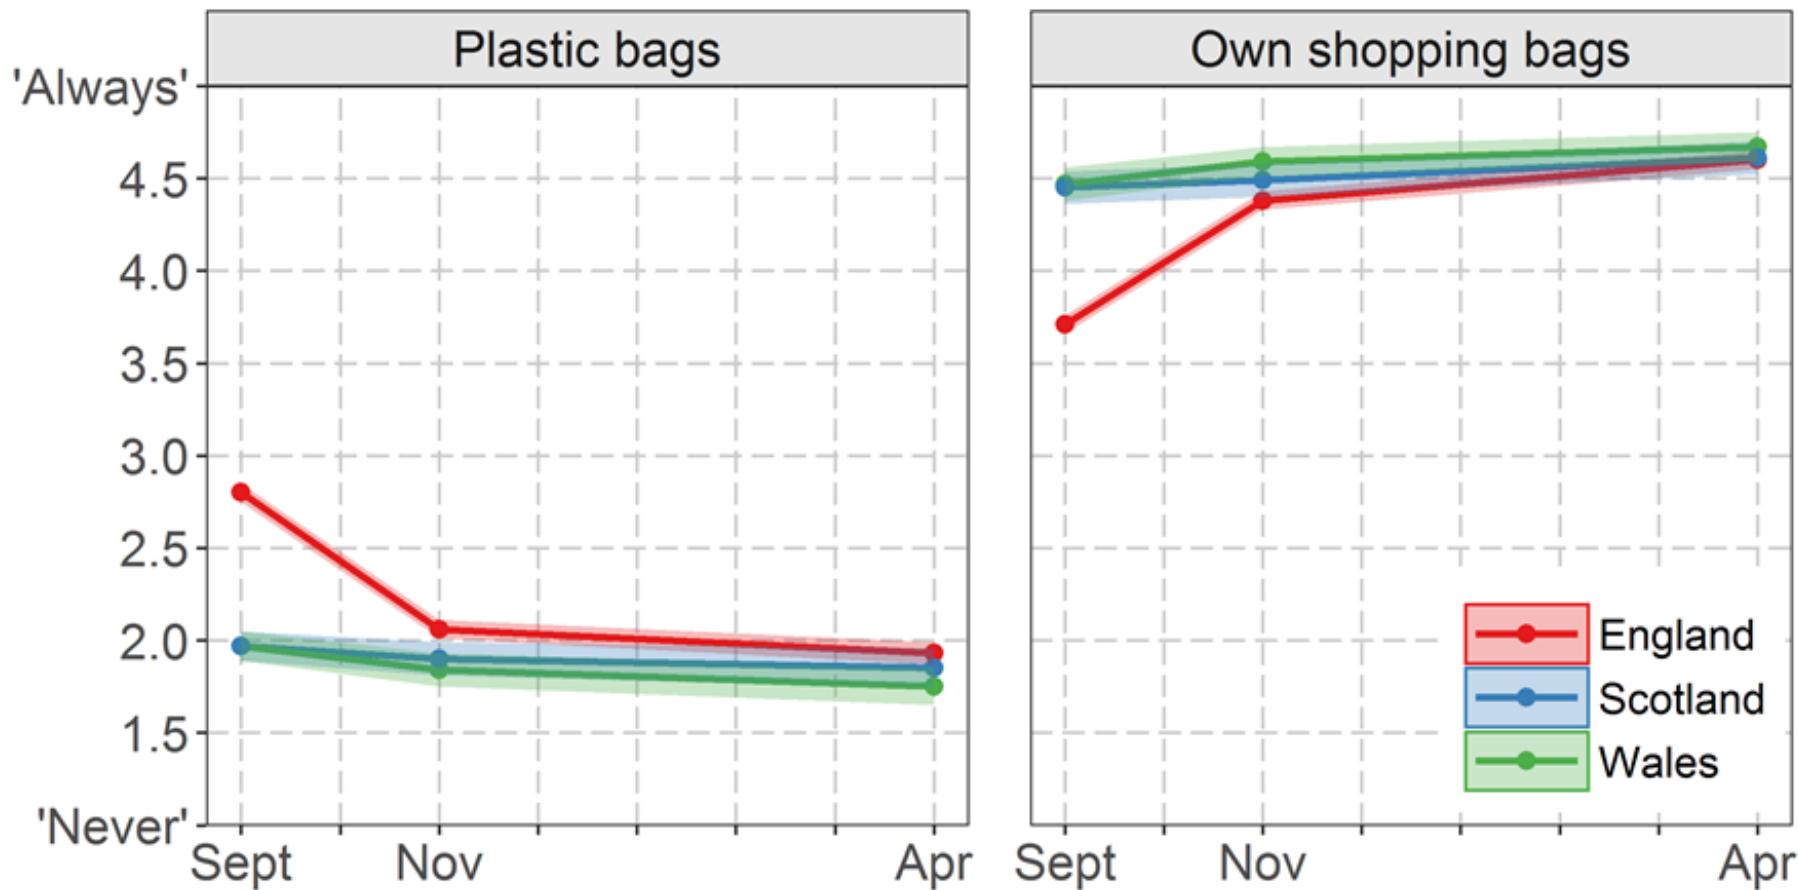 Plastic bags
Own shopping bags
'Always'
4.5
4.0
3.5
3.0
2.5
2.0
1.5
'Never'
England
Scotland
Wales
Sept Nov Apr
Sept Nov Apr